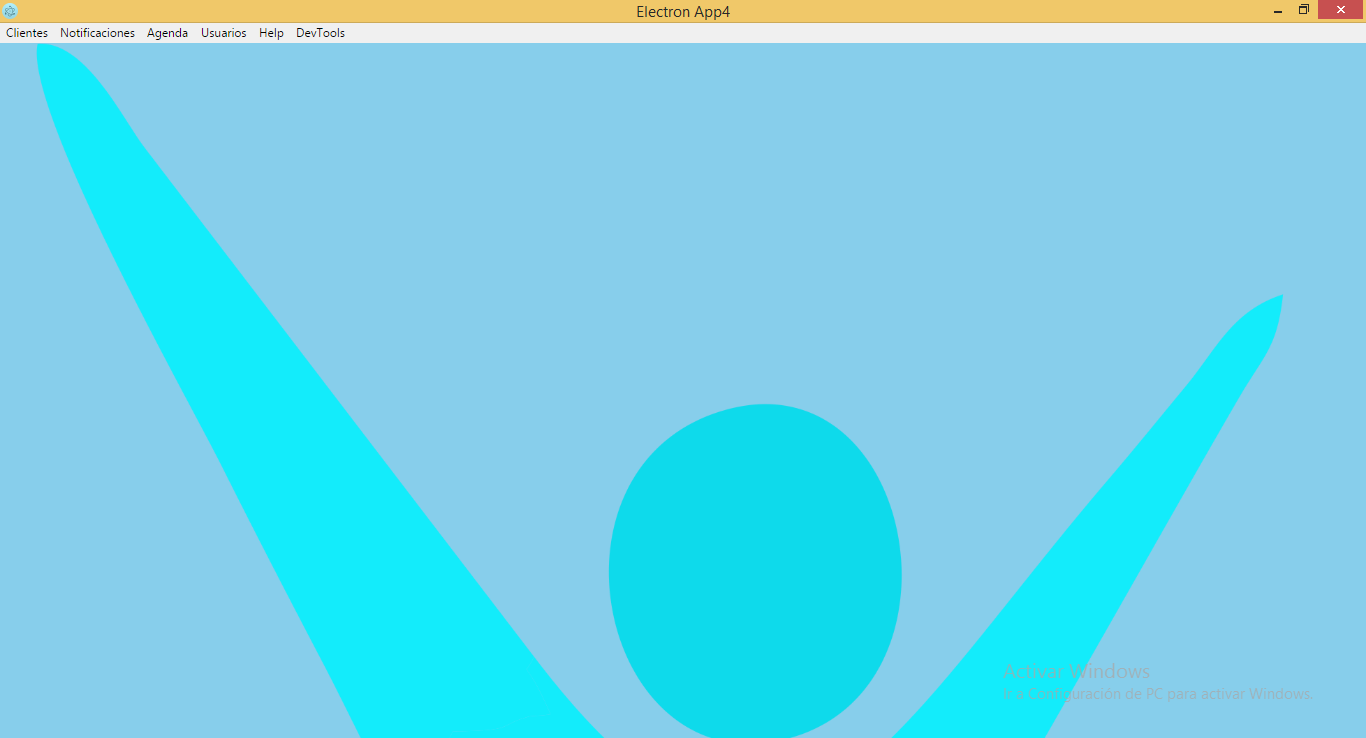 Electron App4
Clientes Notificaciones Agenda Usuarios Help DevTools
Activar Windows
Ir a Configuración de PC para activar Windows.